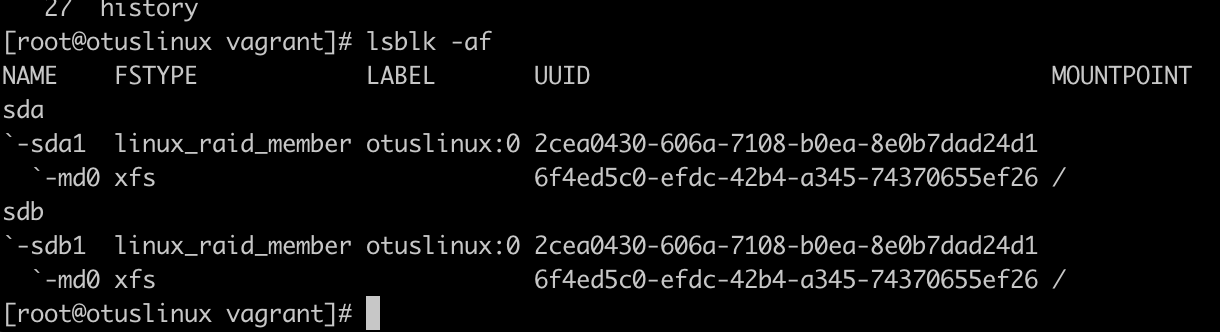 27  history
[root@otuslinux vagrant]# lsblk -af
NAME    FSTYPE            LABEL       UUID                                 MOUNTPOINT
sda
`-sda1  linux_raid_member otuslinux:0 2cea0430-606a-7108-b0ea-8e0b7dad24d1
  `-md0 xfs                           6f4ed5c0-efdc-42b4-a345-74370655ef26 /
sdb
`-sdb1  linux_raid_member otuslinux:0 2cea0430-606a-7108-b0ea-8e0b7dad24d1
  `-md0 xfs                           6f4ed5c0-efdc-42b4-a345-74370655ef26 /
[root@otuslinux vagrant]#